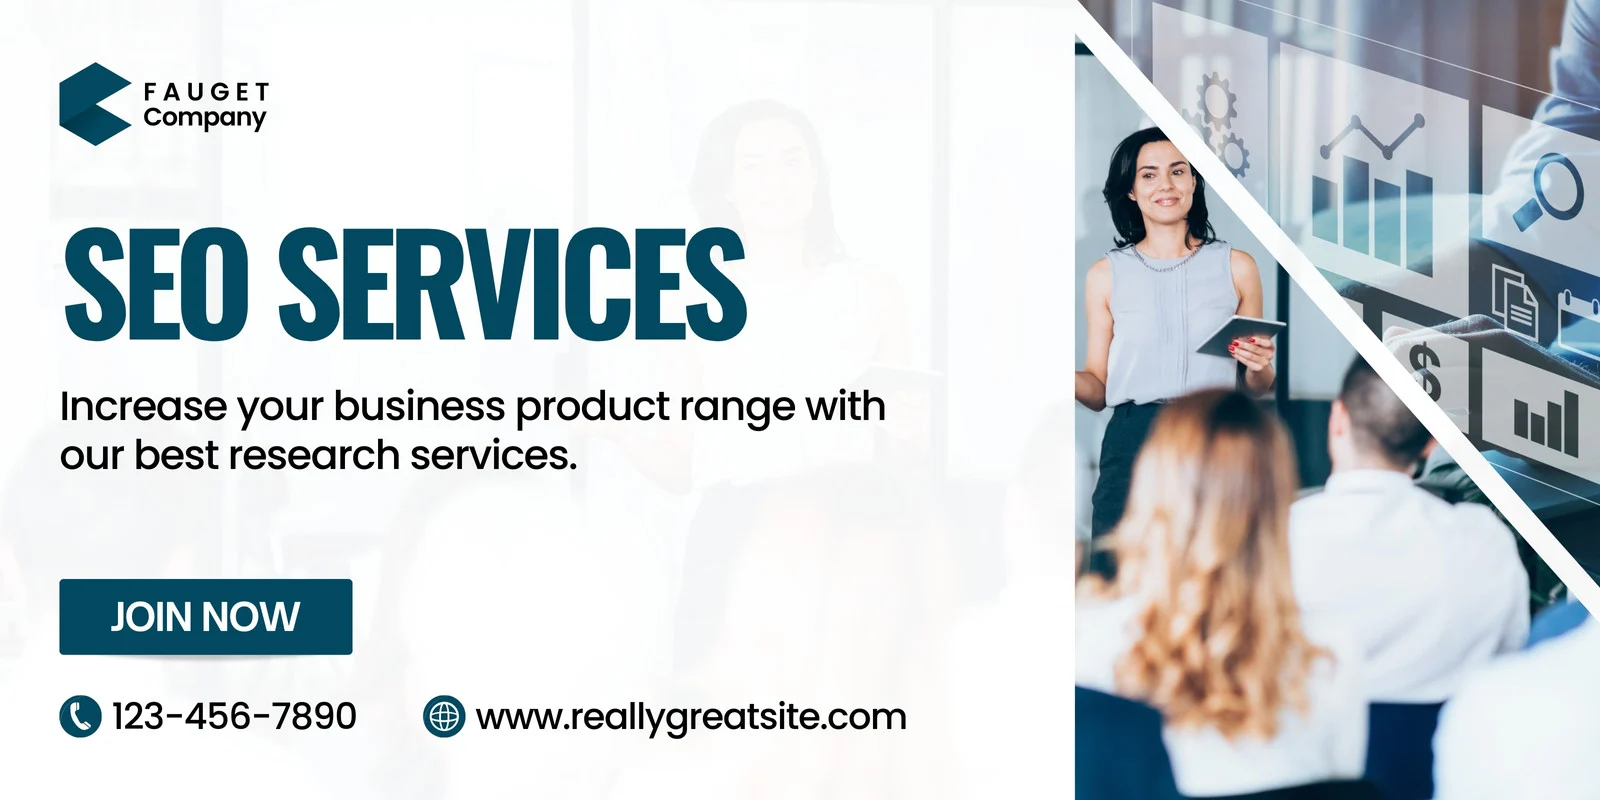 FAUGET
Company
SEO SERVICES
Increase your business product range with
our best research services.
JOIN NOW
123-456-7890
www.reallygreatsite.com
$